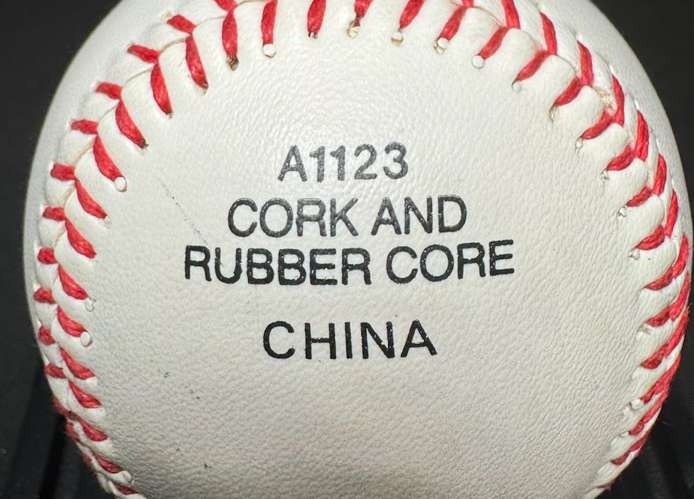 A1123
CORK AND
RUBBER CORE
CHINA